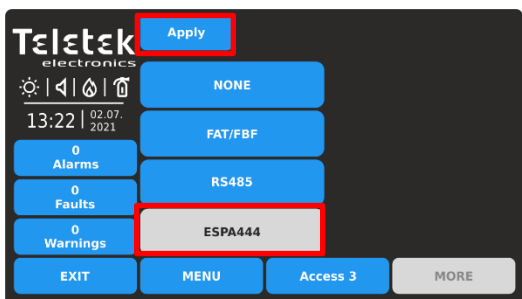 Teletek
electronics
13:22 02.07.
2021
0
Alarms
0
Faults
0
Warnings
Apply
NONE
FAT/FBF
RS485
ESPA444
EXIT
MENU
Access 3
MORE